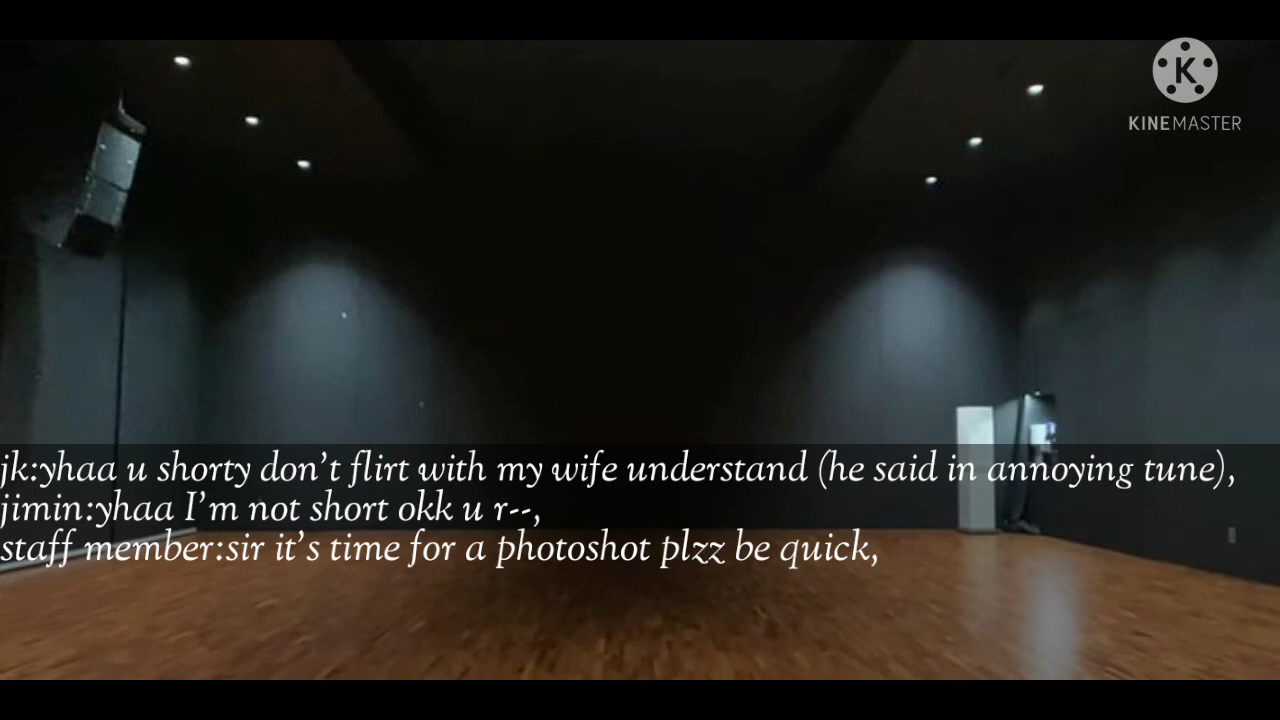 KINEMASTER
jk:yhaa u shorty don't flirt with my wife understand (he said in annoying tune),
jimin:yhaa I'm not short okk u r--,
staff member:sir it's time for a photoshot plzz be quick,